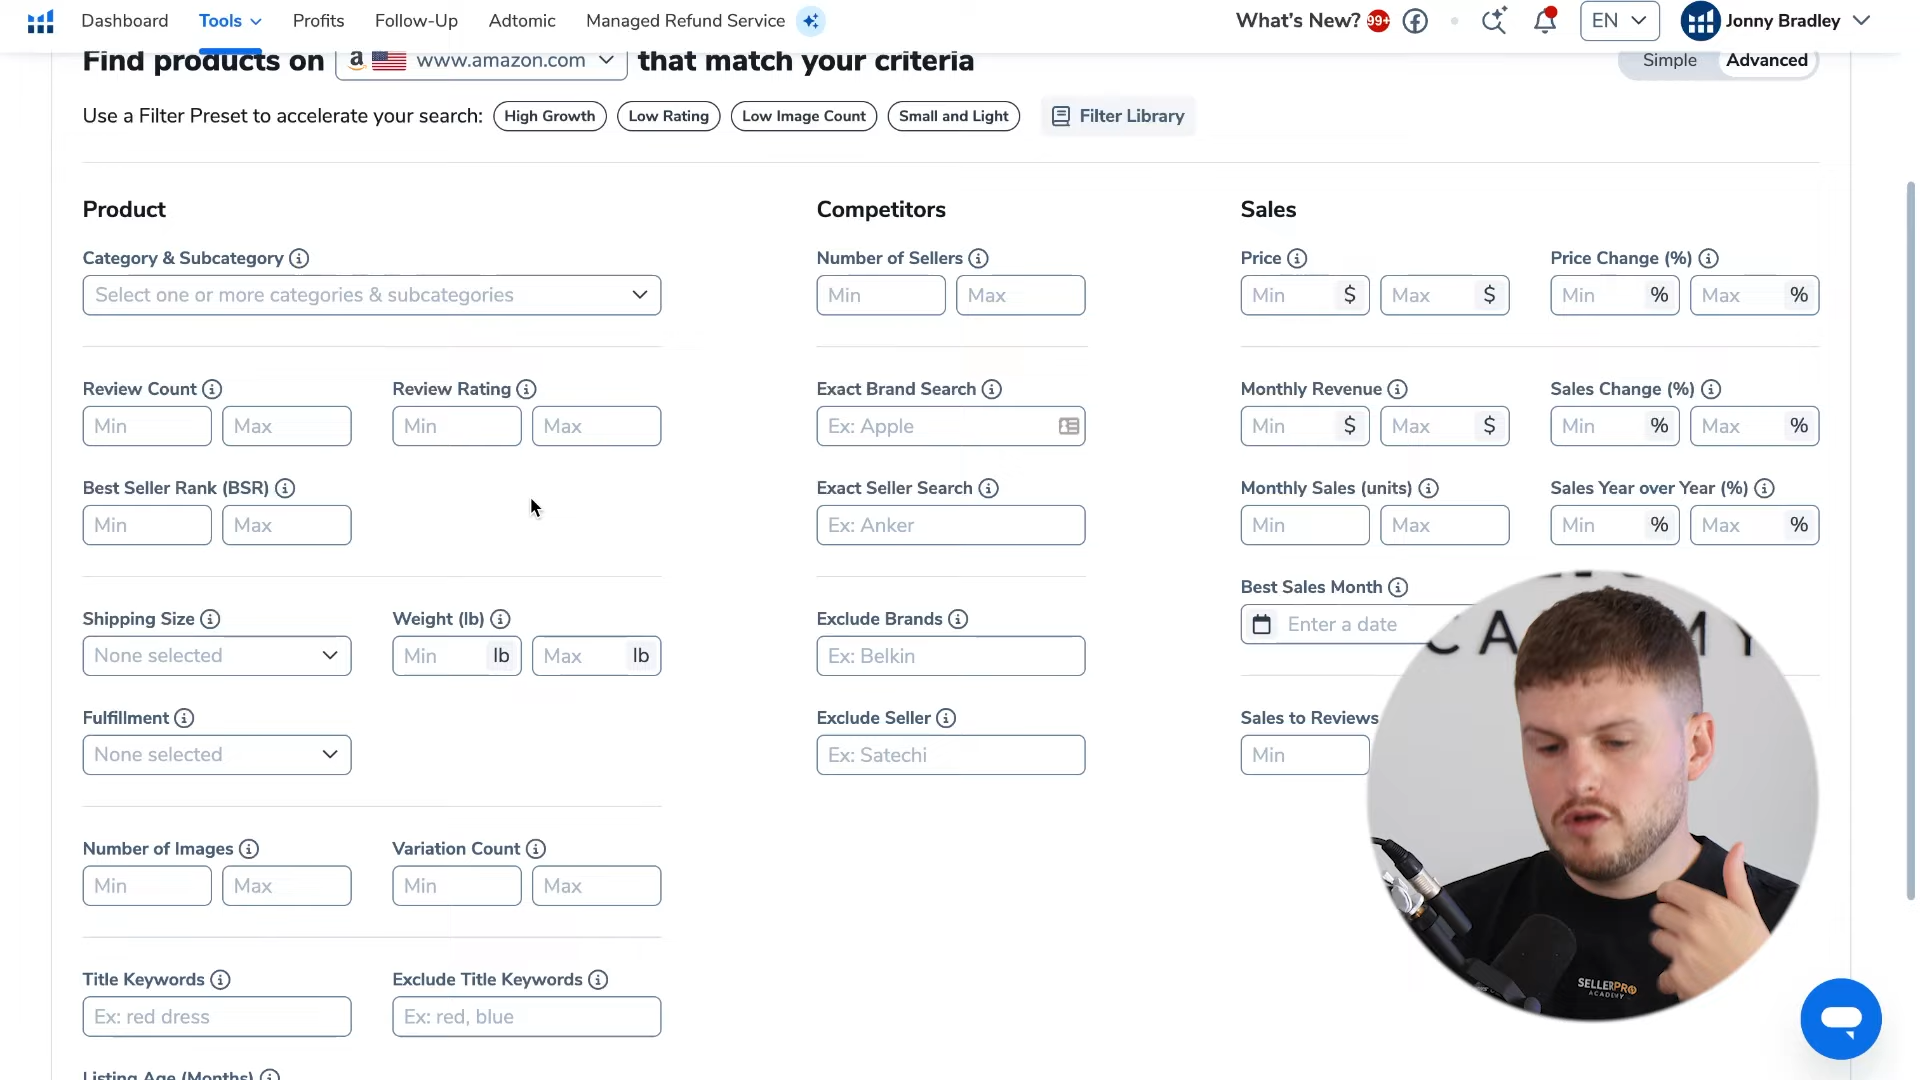 Dashboard Tools Profits Follow-Up Adtomic Managed Refund Service What's New? 99+ EN Jonny Bradley
Find products on a www.amazon.com that match your criteria Simple Advanced
Use a Filter Preset to accelerate your search: High Growth Low Rating Low Image Count Small and Light Filter Library
Product Competitors Sales
Category & Subcategory Number of Sellers Price Price Change (%)
Select one or more categories & subcategories Min Max Min $ Max $ Min % Max %
Review Count Review Rating Exact Brand Search Monthly Revenue Sales Change (%)
Min Max Min Max Ex: Apple Min $ Max $ Min % Max %
Best Seller Rank (BSR) Exact Seller Search Monthly Sales (units) Sales Year over Year (%)
Min Max Ex: Anker Min Max Min % Max %
Best Sales Month
Shipping Size Weight (lb) Exclude Brands Enter a date
None selected Min lb Max lb Ex: Belkin
Fulfillment Exclude Seller Sales to Reviews
None selected Ex: Satechi Min
Number of Images Variation Count
Min Max Min Max
Title Keywords Exclude Title Keywords
Ex: red dress Ex: red, blue
Listing Age (Months)
SELLERPRO
ACADEMY